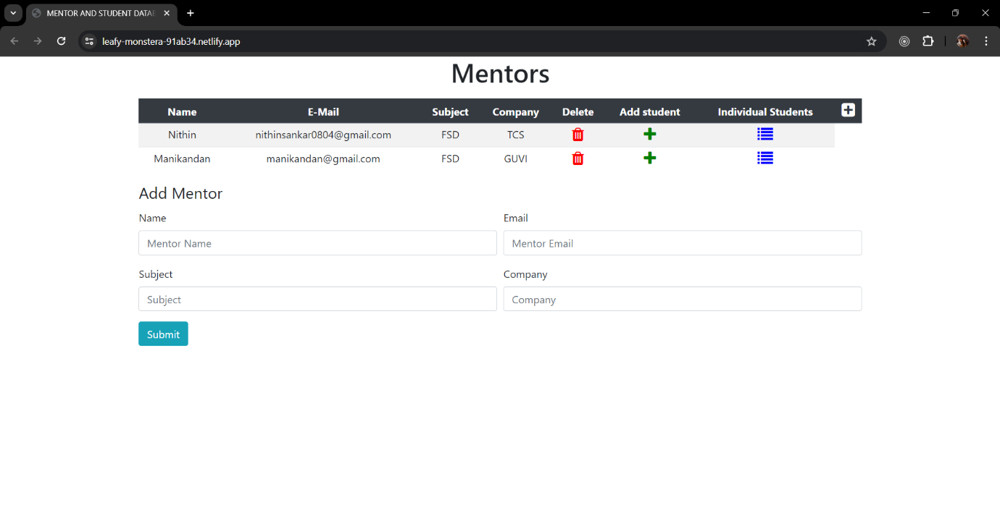 MENTOR AND STUDENT DATAB
leafy-monstera-91ab34.netlify.app
Mentors
Name E-Mail Subject Company Delete Add student Individual Students
Nithin nithinsankar0804@gmail.com FSD TCS
Manikandan manikandan@gmail.com FSD GUVI
Add Mentor
Name Email
Mentor Name Mentor Email
Subject Company
Subject Company
Submit